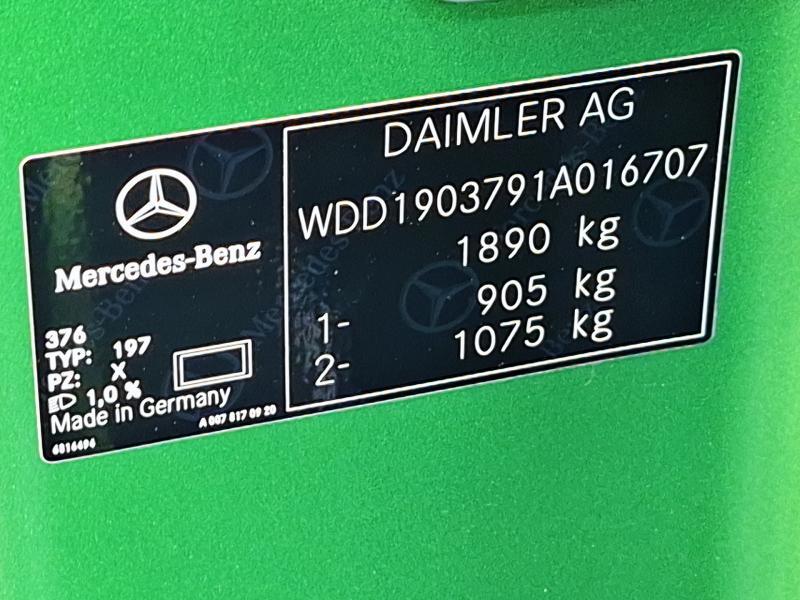 Mercedes-Benz
376
TYP: 197
PZ: X
1,0 %
Made in Germany
A 007 817 09 20
6816494
DAIMLER AG
WDD1903791A016707
1890 kg
1- 905 kg
2- 1075 kg